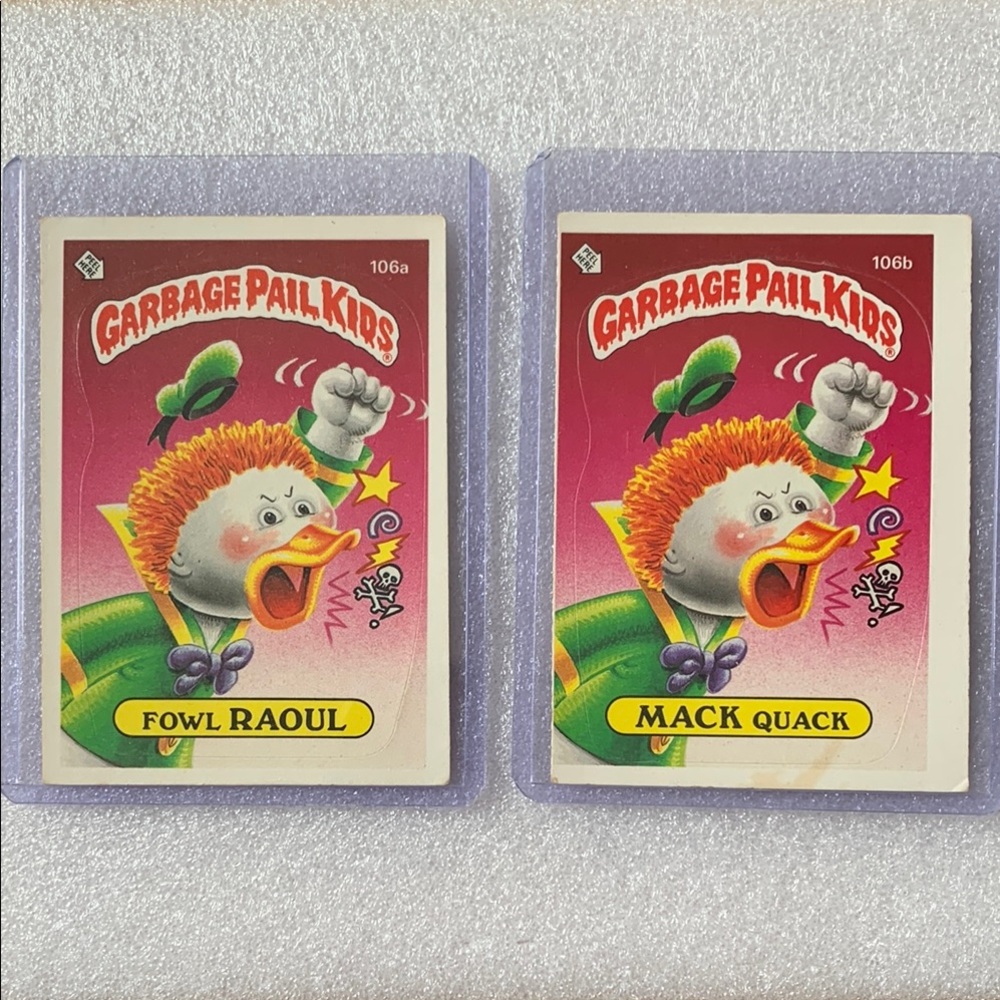 PEEL HERE
106a
GARBAGE PAIL KIDS®
FOWL RAOUL
PEEL HERE
106b
GARBAGE PAIL KIDS®
MACK QUACK